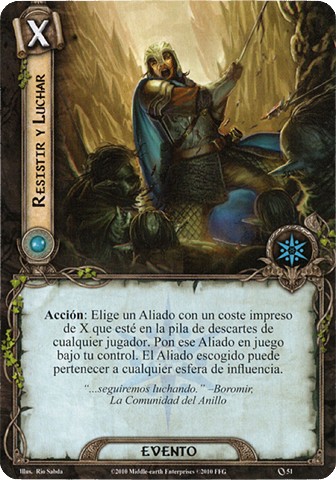 X
RESISTIR Y LUCHAR
Acción: Elige un Aliado con un coste impreso
de X que esté en la pila de descartes de
cualquier jugador. Pon ese Aliado en juego
bajo tu control. El Aliado escogido puede
pertenecer a cualquier esfera de influencia.
“...seguiremos luchando.” –Boromir,
La Comunidad del Anillo
EVENTO
Illus. Rio Sabda
©2010 Middle-earth Enterprises ©2010 FFG
51